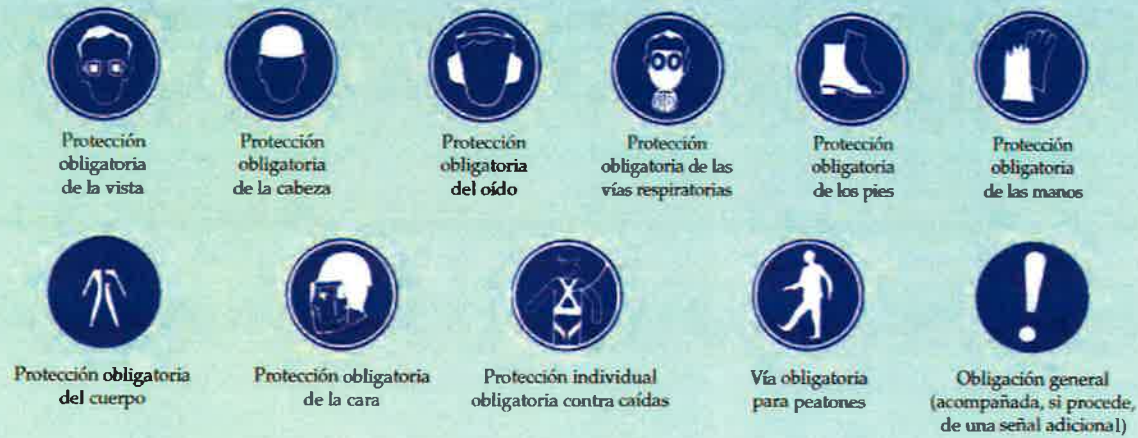 Protección
obligatoria
de la vista
Protección
obligatoria
de la cabeza
Protección
obligatoria
del oído
Protección
obligatoria de las
vías respiratorias
Protección
obligatoria
de los pies
Protección
obligatoria
de las manos
Protección obligatoria
del cuerpo
Protección obligatoria
de la cara
Protección individual
obligatoria contra caídas
Vía obligatoria
para peatones
Obligación general
(acompañada, si procede,
de una señal adicional)